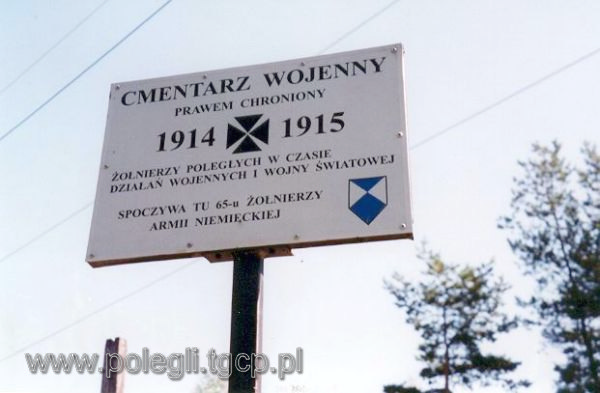 CMENTARZ WOJENNY
PRAWEM CHRONIONY
1914 1915
ŻOŁNIERZY POLEGŁYCH W CZASIE
DZIAŁAŃ WOJENNYCH I WOJNY ŚWIATOWEJ
SPOCZYWA TU 65-u ŻOŁNIERZY
ARMII NIEMIĘCKIEJ
www.polegli.tgcp.pl